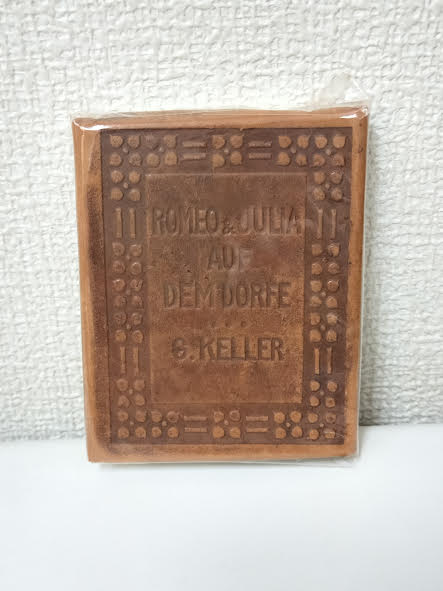 ROMEO & JULIA
AUF
DEM DORFE
G. KELLER